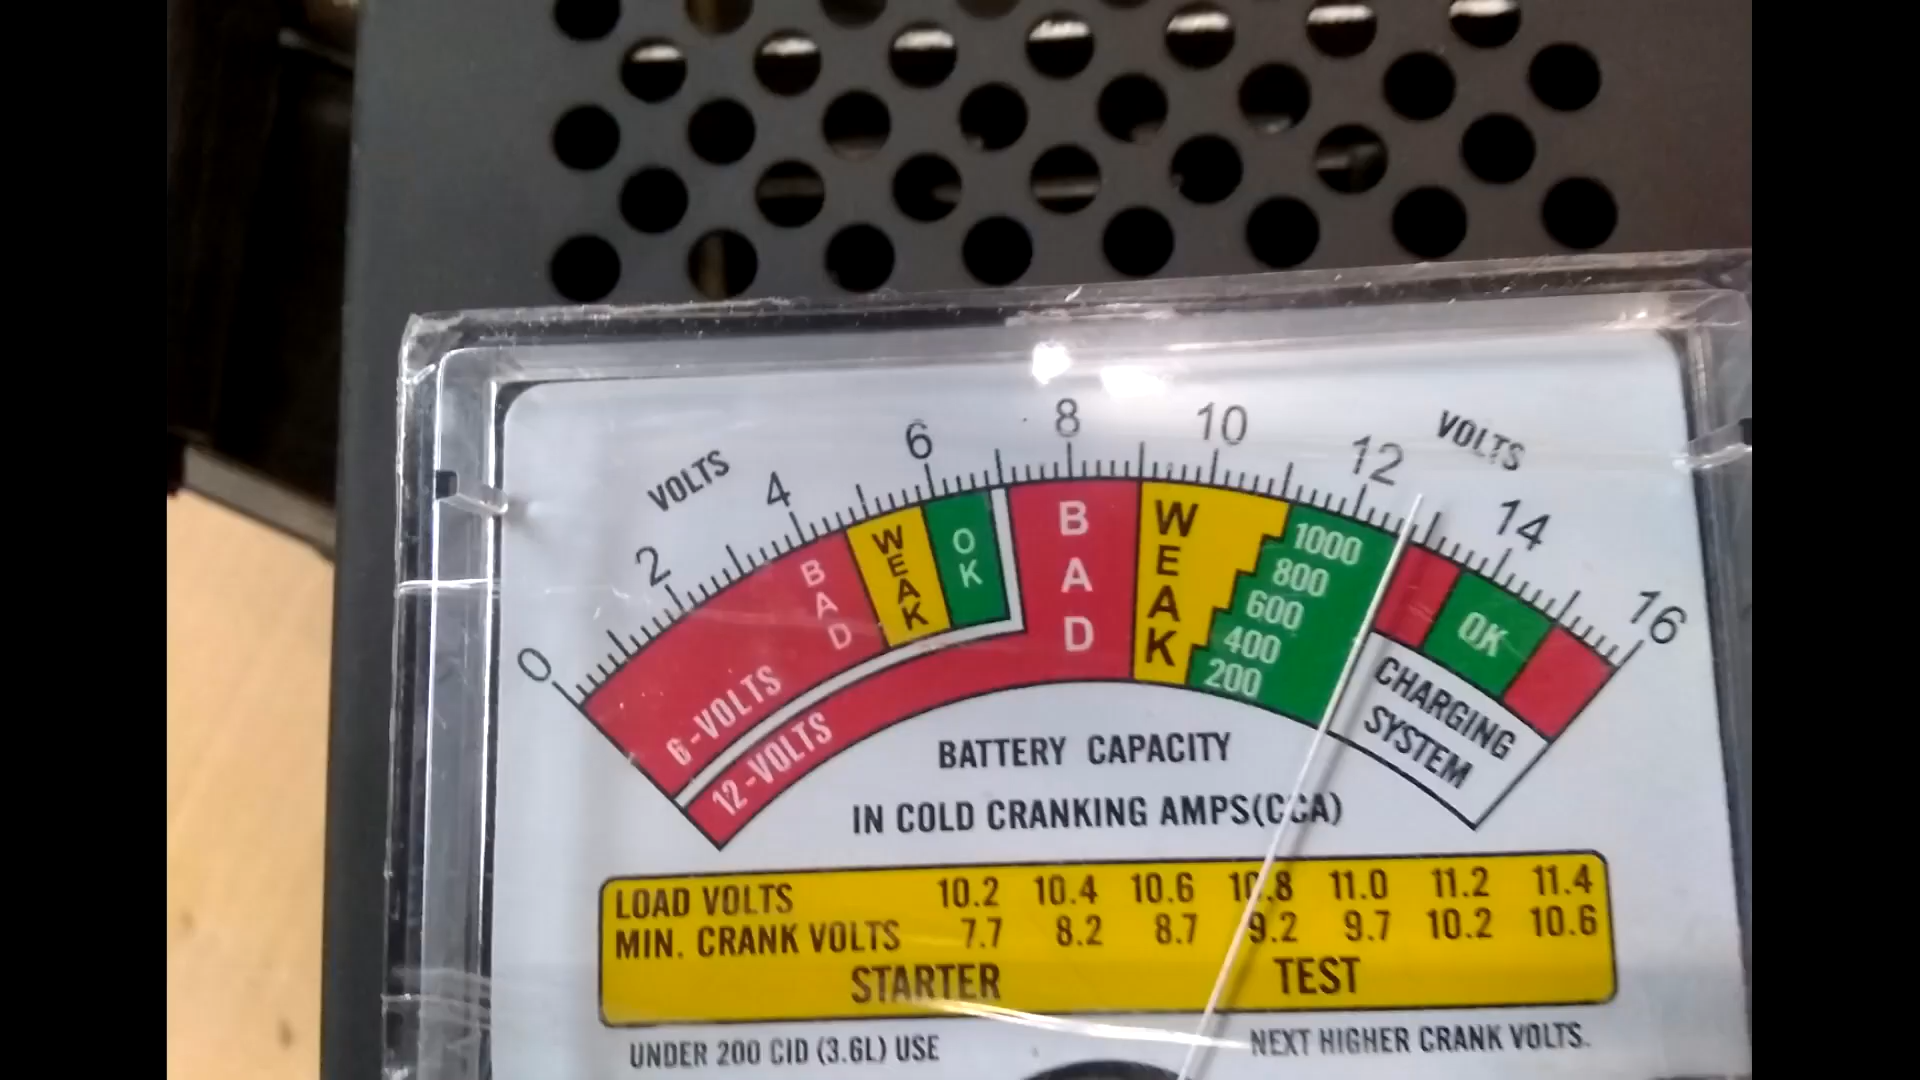 VOLTS VOLTS
0 2 4 6 8 10 12 14 16
BAD WEAK OK BAD WEAK 1000 OK
800
600
400
200
6-VOLTS
12-VOLTS
CHARGING
SYSTEM
BATTERY CAPACITY
IN COLD CRANKING AMPS(CCA)
LOAD VOLTS 10.2 10.4 10.6 10.8 11.0 11.2 11.4
MIN. CRANK VOLTS 7.7 8.2 8.7 9.2 9.7 10.2 10.6
STARTER TEST
UNDER 200 CID (3.6L) USE NEXT HIGHER CRANK VOLTS.